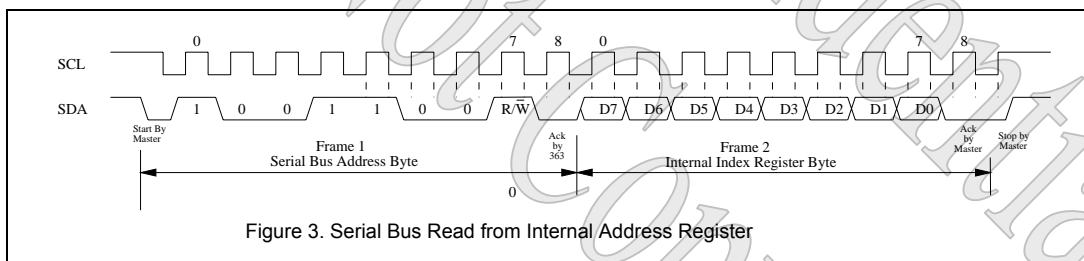 0 7 8 0 7 8
SCL
SDA 1 0 0 1 1 0 0 R/W̅ D7 D6 D5 D4 D3 D2 D1 D0
Start By
Master
Ack
by
363
Ack
by
Master
Stop by
Master
Frame 1
Serial Bus Address Byte
Frame 2
Internal Index Register Byte
0
Figure 3. Serial Bus Read from Internal Address Register